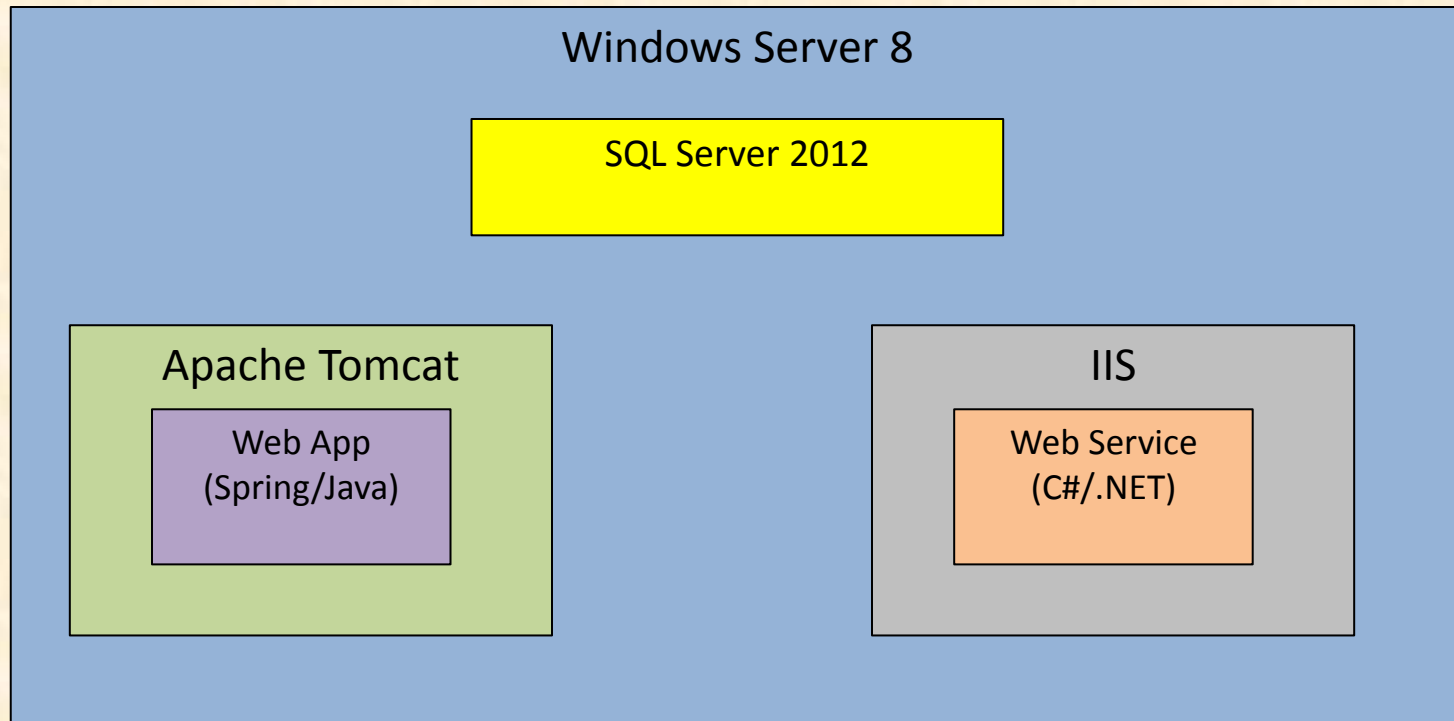 Windows Server 8
SQL Server 2012
Apache Tomcat
Web App
(Spring/Java)
IIS
Web Service
(C#/.NET)